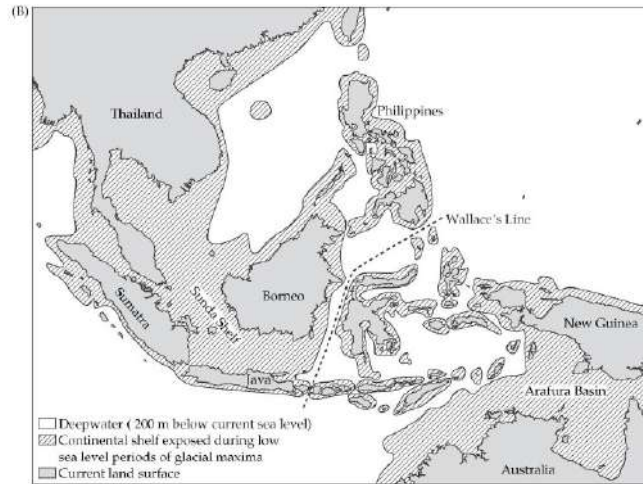 (B)
Thailand
Philippines
Wallace's Line
Sumatra
Sunda Shelf
Borneo
New Guinea
Java
Arafura Basin
Australia
Deepwater ( 200 m below current sea level)
Continental shelf exposed during low
sea level periods of glacial maxima
Current land surface